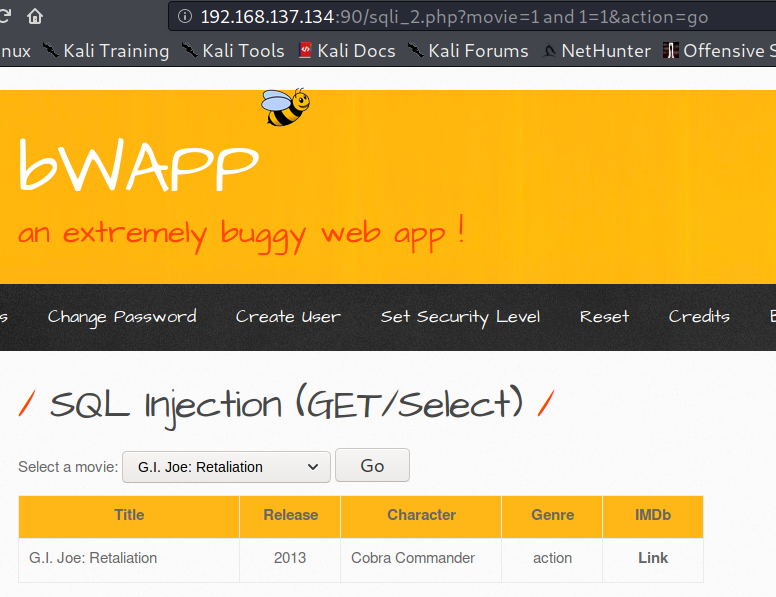 192.168.137.134:90/sqli_2.php?movie=1 and 1=1&action=go
nux Kali Training Kali Tools Kali Docs Kali Forums NetHunter Offensive S
bWAPP
an extremely buggy web app !
s Change Password Create User Set Security Level Reset Credits B
/ SQL Injection (GET/Select) /
Select a movie: G.I. Joe: Retaliation Go
Title Release Character Genre IMDb
G.I. Joe: Retaliation 2013 Cobra Commander action Link